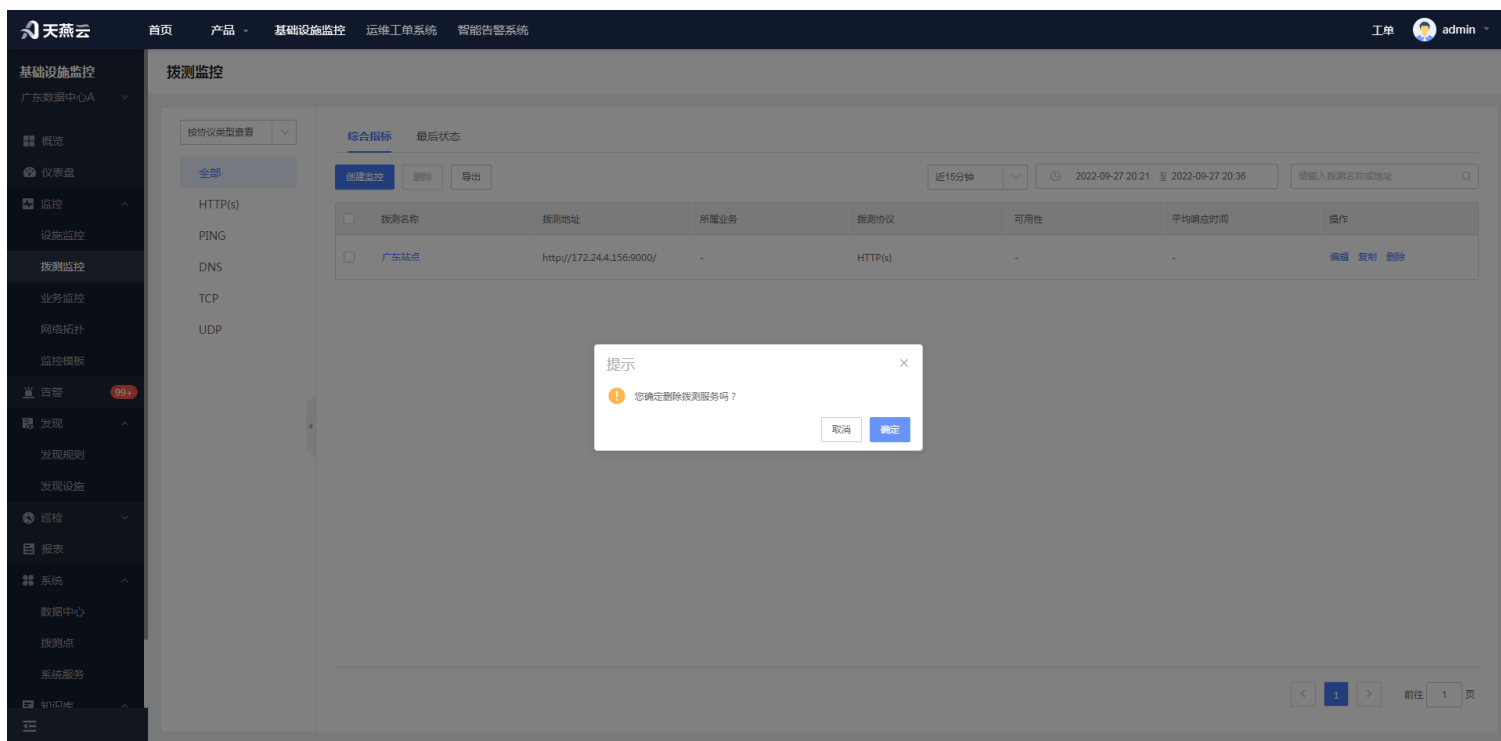 天燕云
首页 产品 基础设施监控 运维工单系统 智能告警系统 工单 admin
基础设施监控
广东数据中心A
概览
仪表盘
监控
设施监控
拨测监控
业务监控
网络拓扑
监控模板
告警 99+
发现
发现规则
发现设施
巡检
报表
系统
数据中心
拨测点
系统服务
知识库
拨测监控
按协议类型查看
全部
HTTP(s)
PING
DNS
TCP
UDP
综合指标 最后状态
创建监控 删除 导出 近15分钟 2022-09-27 20:21 至 2022-09-27 20:36 请输入拨测名称或地址
拨测名称 拨测地址 所属业务 拨测协议 可用性 平均响应时间 操作
广东站点 http://172.24.4.156:9000/ - HTTP(s) - - 编辑 复制 删除
提示
您确定删除拨测服务吗？
取消 确定
1 前往 1 页